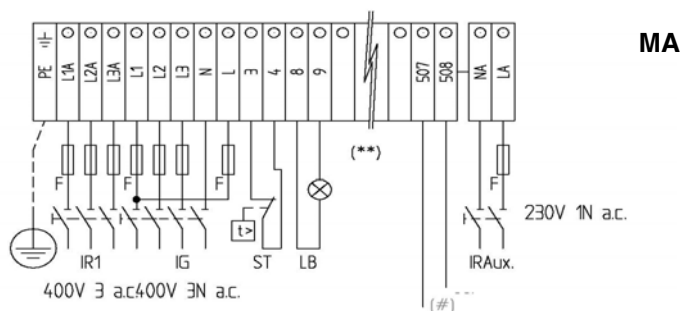 MA
PE L1A L2A L3A L1 L2 L3 N L 3 4 8 9 507 508 NA LA
(**)
F F F F
t>
230V 1N a.c.
IR1 IG ST LB IRAux.
400V 3 a.c.400V 3N a.c.
(#)